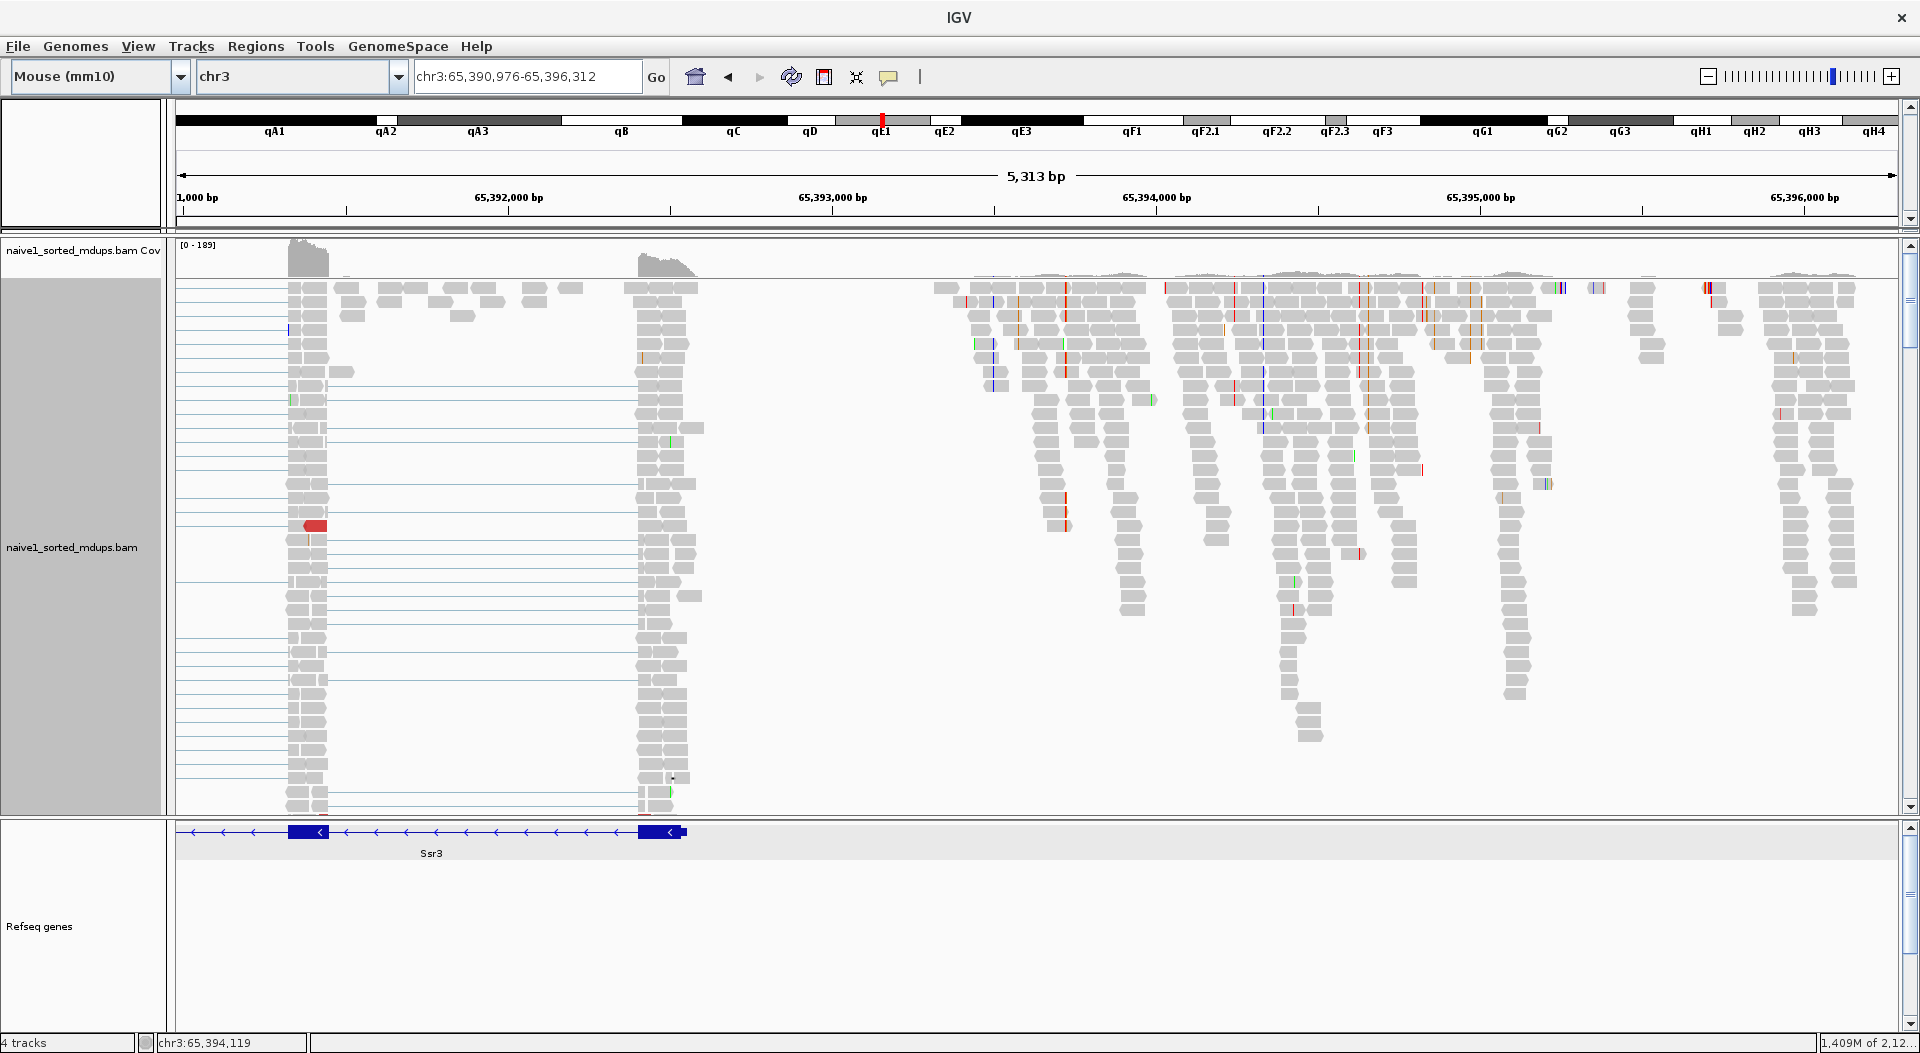 IGV
File Genomes View Tracks Regions Tools GenomeSpace Help
Mouse (mm10) chr3 chr3:65,390,976-65,396,312 Go
qA1 qA2 qA3 qB qC qD qE1 qE2 qE3 qF1 qF2.1 qF2.2 qF2.3 qF3 qG1 qG2 qG3 qH1 qH2 qH3 qH4
5,313 bp
1,000 bp 65,392,000 bp 65,393,000 bp 65,394,000 bp 65,395,000 bp 65,396,000 bp
naive1_sorted_mdups.bam Cov [0 - 189]
naive1_sorted_mdups.bam
Ssr3
Refseq genes
4 tracks chr3:65,394,119 1,409M of 2,12...